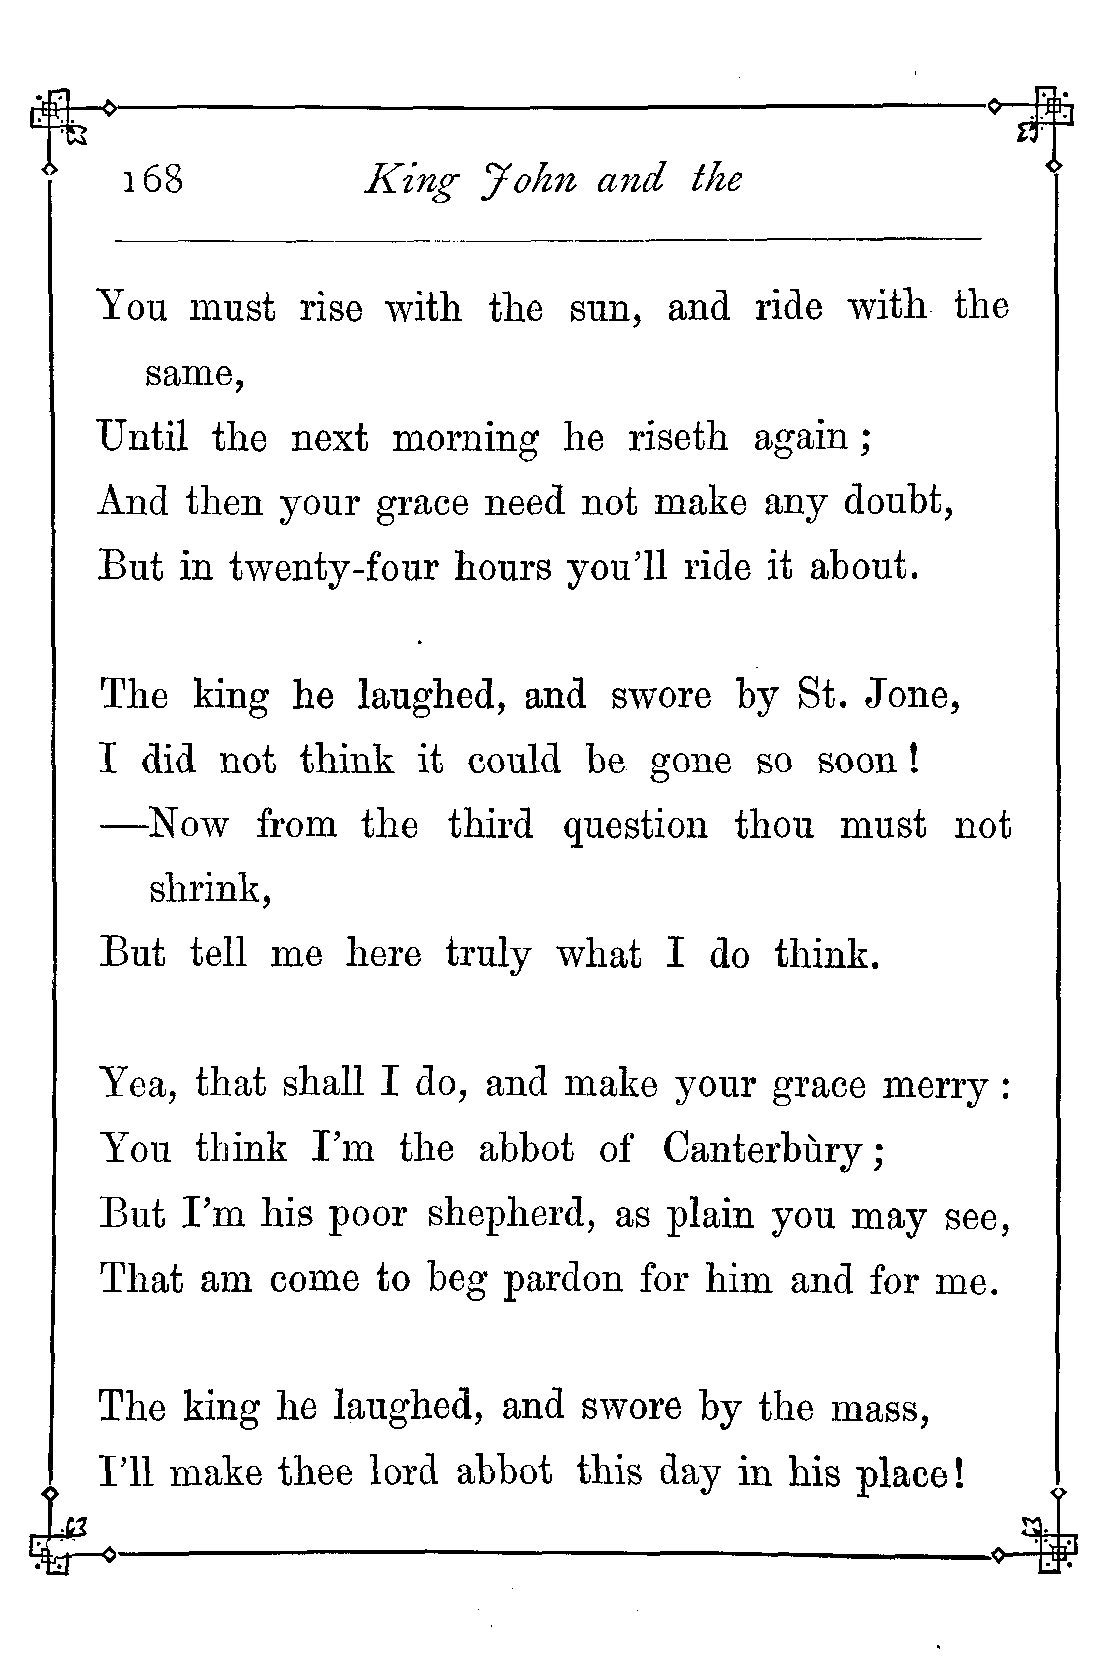 168 King John and the
You must rise with the sun, and ride with the
same,
Until the next morning he riseth again ;
And then your grace need not make any doubt,
But in twenty-four hours you'll ride it about.
The king he laughed, and swore by St. Jone,
I did not think it could be gone so soon !
—Now from the third question thou must not
shrink,
But tell me here truly what I do think.
Yea, that shall I do, and make your grace merry :
You think I'm the abbot of Canterbùry ;
But I'm his poor shepherd, as plain you may see,
That am come to beg pardon for him and for me.
The king he laughed, and swore by the mass,
I'll make thee lord abbot this day in his place!